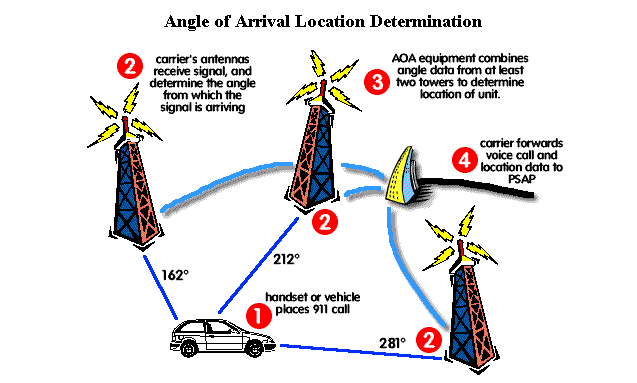 Angle of Arrival Location Determination
2
carrier's antennas
receive signal, and
determine the angle
from which the
signal is arriving
3
AOA equipment combines
angle data from at least
two towers to determine
location of unit.
4
carrier forwards
voice call and
location data to
PSAP
2
212°
162°
1
handset or vehicle
places 911 call
281°
2